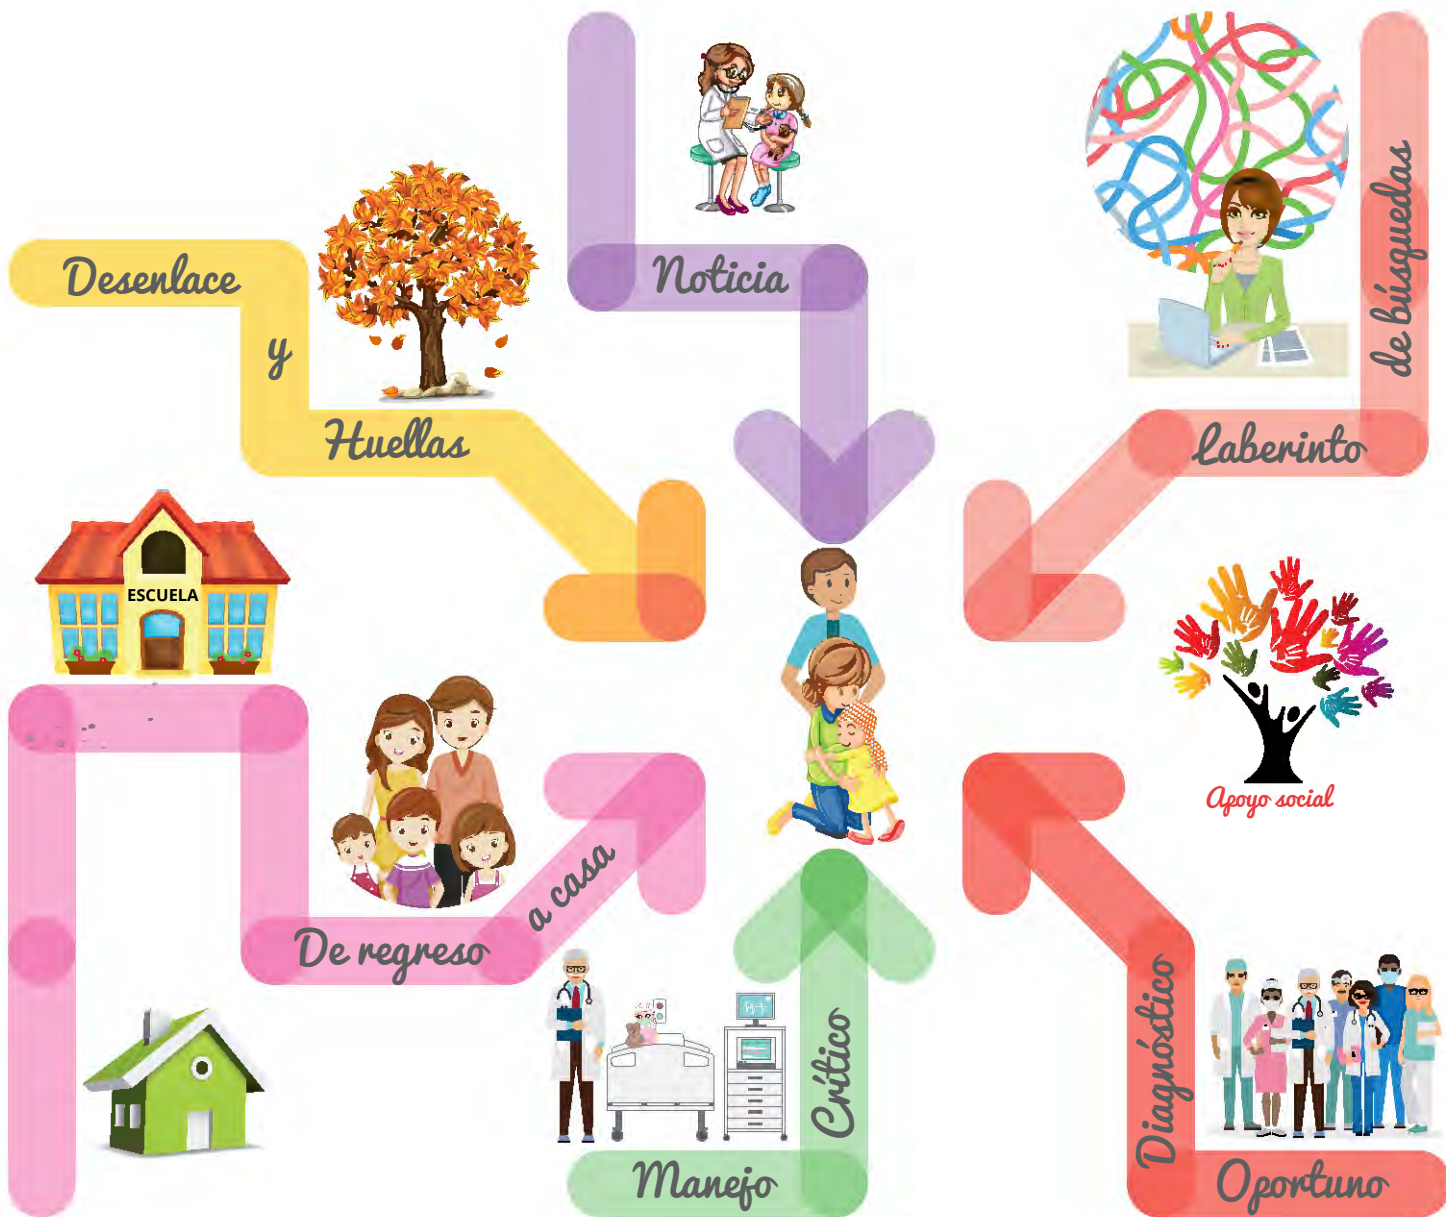 Noticia
Laberinto
de búsquedas
Desenlace
y
Huellas
ESCUELA
Apoyo social
De regreso
a casa
Manejo
Crítico
Diagnóstico
Oportuno